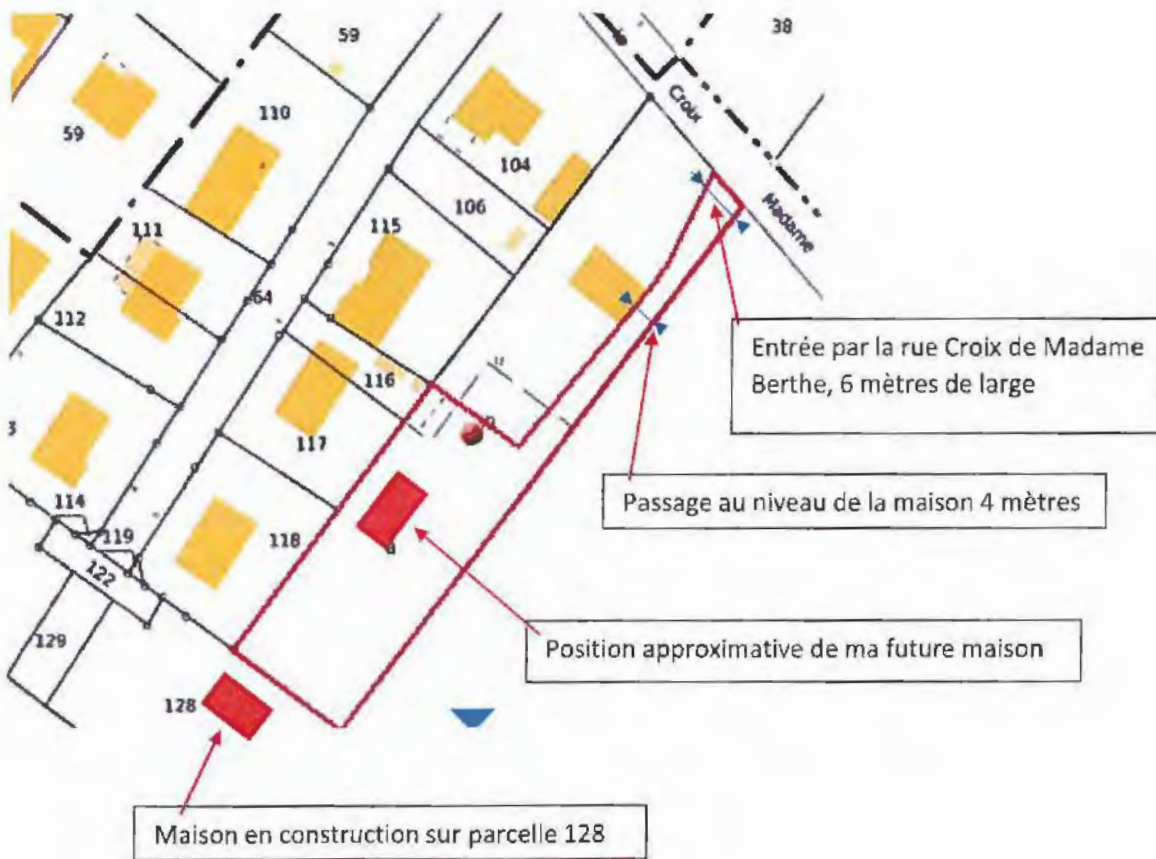 59
38
Croix
Madame
59
110
104
106
111
115
64
112
116
117
114
119
118
122
129
128
Entrée par la rue Croix de Madame
Berthe, 6 mètres de large
Passage au niveau de la maison 4 mètres
Position approximative de ma future maison
Maison en construction sur parcelle 128